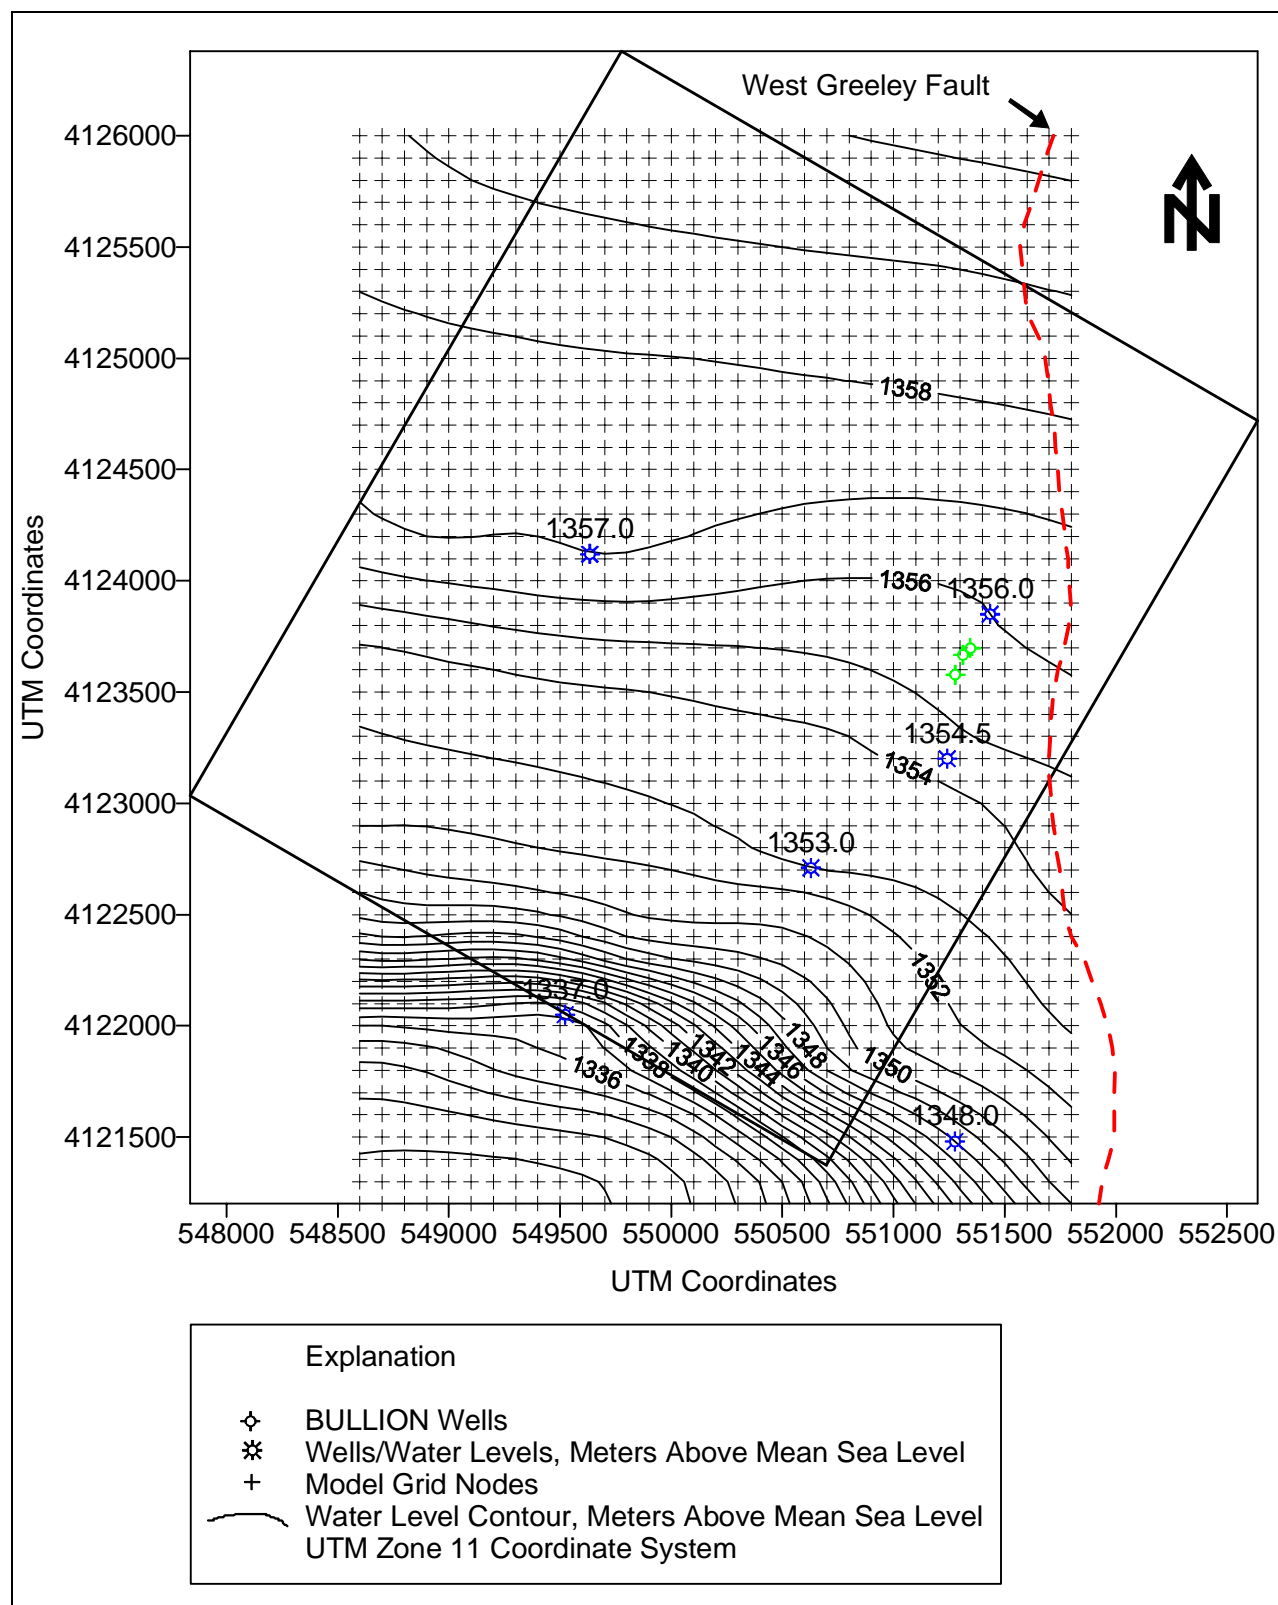 West Greeley Fault
N
4126000
4125500
4125000
4124500
4124000
4123500
4123000
4122500
4122000
4121500
UTM Coordinates
1358
1357.0
1356
1356.0
1354.5
1354
1353.0
1352
1337.0
1336
1338
1340
1342
1344
1346
1348
1350
1348.0
548000 548500 549000 549500 550000 550500 551000 551500 552000 552500
UTM Coordinates
Explanation
BULLION Wells
Wells/Water Levels, Meters Above Mean Sea Level
Model Grid Nodes
Water Level Contour, Meters Above Mean Sea Level
UTM Zone 11 Coordinate System